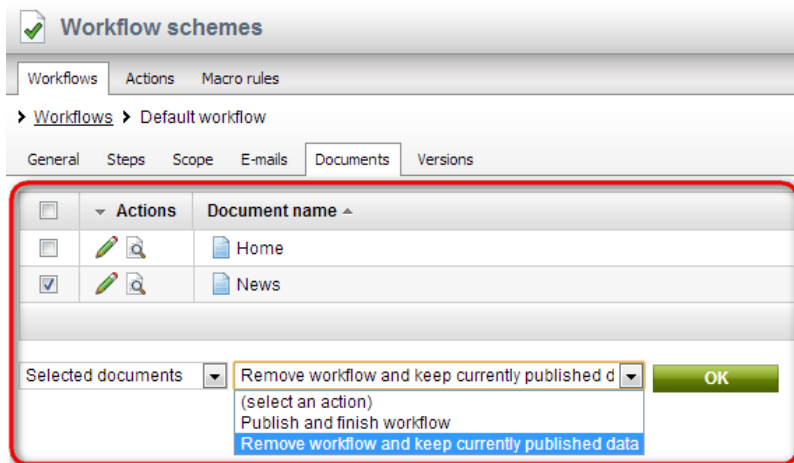 Workflow schemes
Workflows Actions Macro rules
Workflows Default workflow
General Steps Scope E-mails Documents Versions
Actions Document name
Home
News
Selected documents Remove workflow and keep currently published d OK
(select an action)
Publish and finish workflow
Remove workflow and keep currently published data